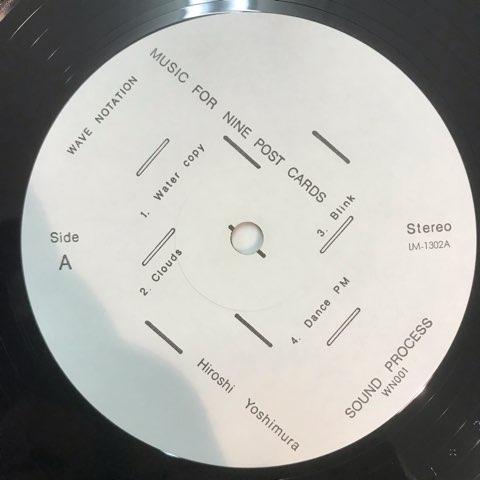 WAVE NOTATION
MUSIC FOR NINE POST CARDS
1. Water copy
2. Clouds
3. Blink
4. Dance PM
Side
A
Stereo
LM-1302A
Hiroshi Yoshimura
SOUND PROCESS
WN001